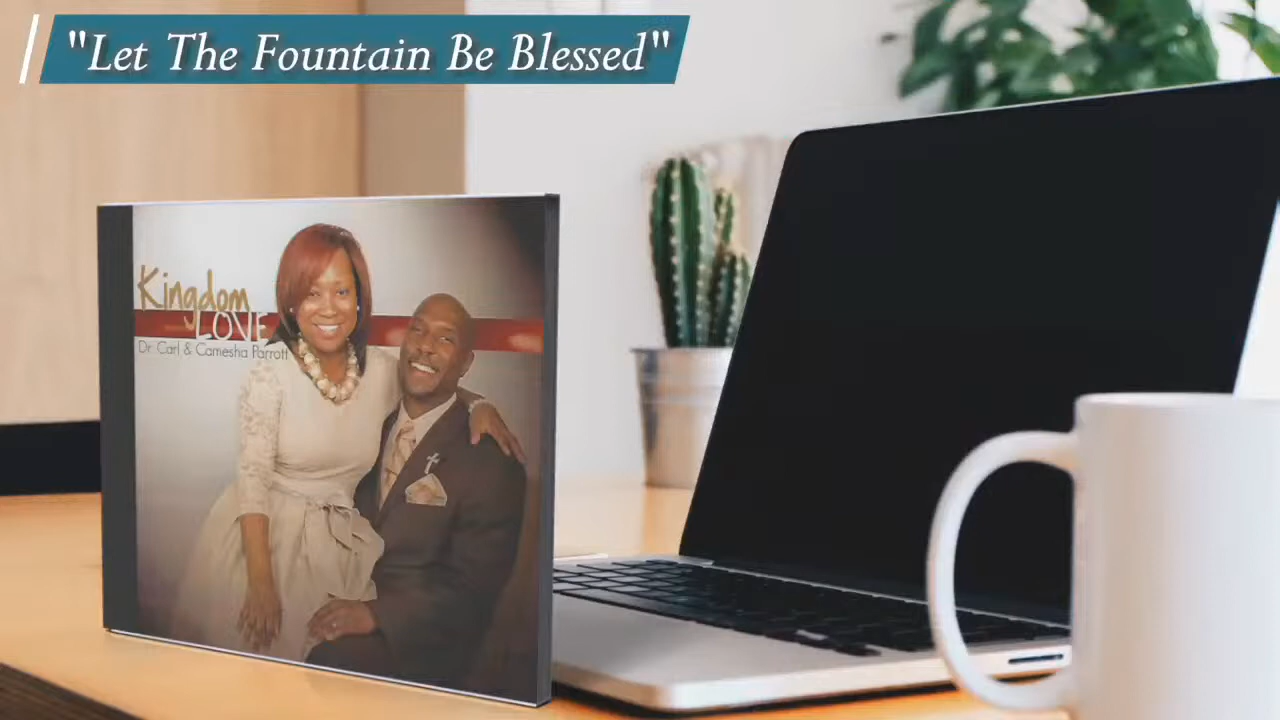 "Let The Fountain Be Blessed"
Kingdom
LOVE
Dr. Carl & Camesha Parrott